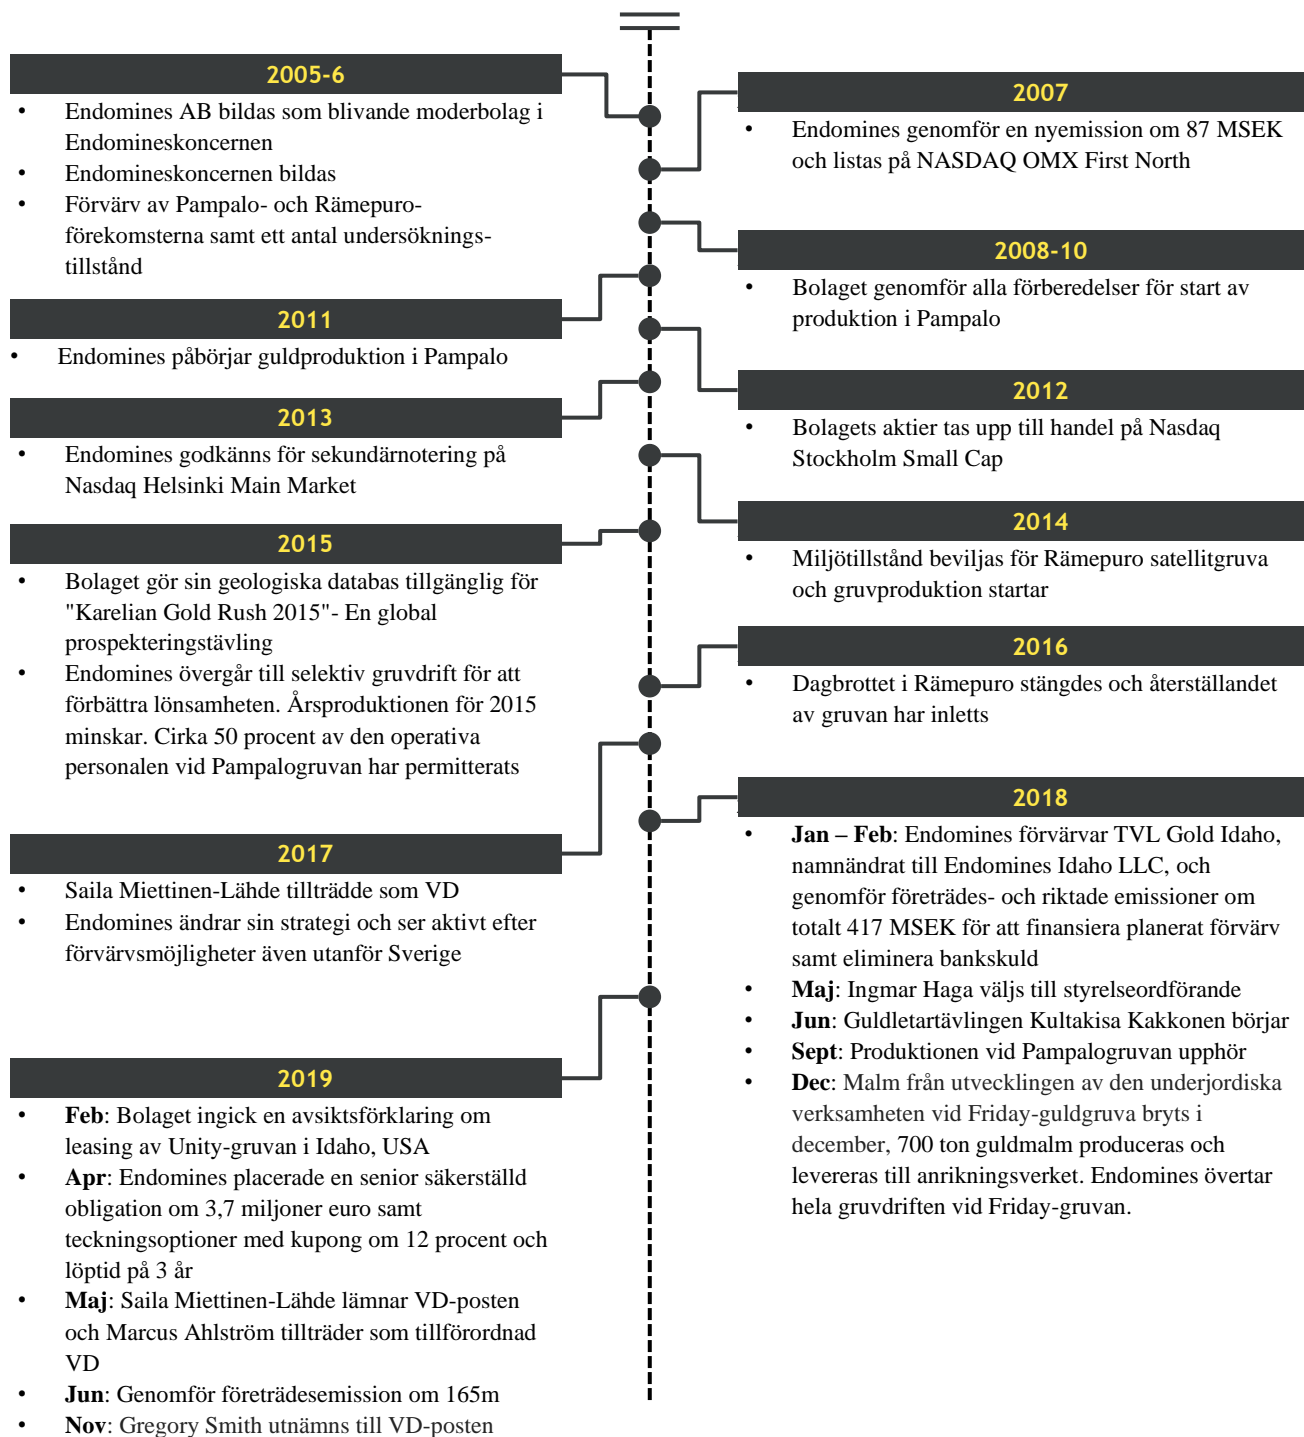 2005-6
• Endomines AB bildas som blivande moderbolag i
Endomineskoncernen
• Endomineskoncernen bildas
• Förvärv av Pampalo- och Rämepuro-
förekomsterna samt ett antal undersöknings-
tillstånd
2007
• Endomines genomför en nyemission om 87 MSEK
och listas på NASDAQ OMX First North
2008-10
• Bolaget genomför alla förberedelser för start av
produktion i Pampalo
2011
• Endomines påbörjar guldproduktion i Pampalo
2012
• Bolagets aktier tas upp till handel på Nasdaq
Stockholm Small Cap
2013
• Endomines godkänns för sekundärnotering på
Nasdaq Helsinki Main Market
2014
• Miljötillstånd beviljas för Rämepuro satellitgruva
och gruvproduktion startar
2015
• Bolaget gör sin geologiska databas tillgänglig för
"Karelian Gold Rush 2015"- En global
prospekteringstävling
• Endomines övergår till selektiv gruvdrift för att
förbättra lönsamheten. Årsproduktionen för 2015
minskar. Cirka 50 procent av den operativa
personalen vid Pampalogruvan har permitterats
2016
• Dagbrottet i Rämepuro stängdes och återställandet
av gruvan har inletts
2017
• Saila Miettinen-Lähde tillträdde som VD
• Endomines ändrar sin strategi och ser aktivt efter
förvärvsmöjligheter även utanför Sverige
2018
• Jan – Feb: Endomines förvärvar TVL Gold Idaho,
namnändrat till Endomines Idaho LLC, och
genomför företrädes- och riktade emissioner om
totalt 417 MSEK för att finansiera planerat förvärv
samt eliminera bankskuld
• Maj: Ingmar Haga väljs till styrelseordförande
• Jun: Guldletartävlingen Kultakisa Kakkonen börjar
• Sept: Produktionen vid Pampalogruvan upphör
• Dec: Malm från utvecklingen av den underjordiska
verksamheten vid Friday-guldgruva bryts i
december, 700 ton guldmalm produceras och
levereras till anrikningsverket. Endomines övertar
hela gruvdriften vid Friday-gruvan.
2019
• Feb: Bolaget ingick en avsiktsförklaring om
leasing av Unity-gruvan i Idaho, USA
• Apr: Endomines placerade en senior säkerställd
obligation om 3,7 miljoner euro samt
teckningsoptioner med kupong om 12 procent och
löptid på 3 år
• Maj: Saila Miettinen-Lähde lämnar VD-posten
och Marcus Ahlström tillträder som tillförordnad
VD
• Jun: Genomför företrädesemission om 165m
• Nov: Gregory Smith utnämns till VD-posten